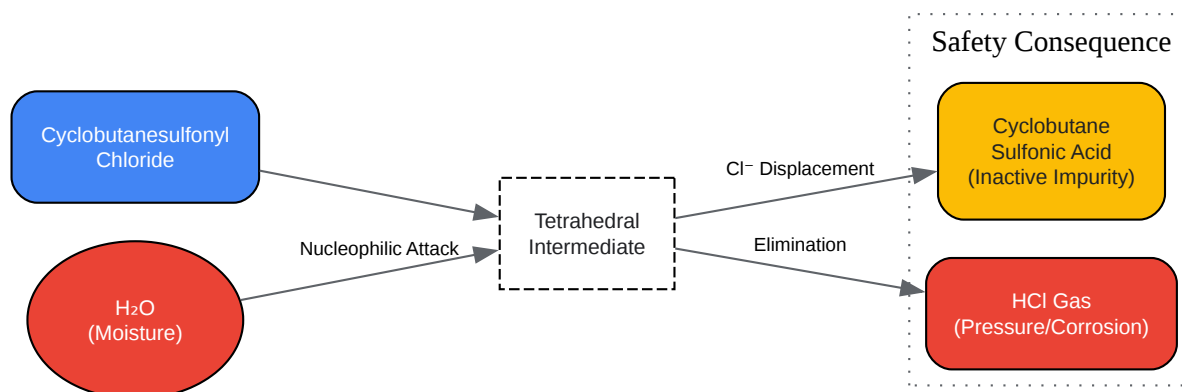 Safety Consequence
Cyclobutanesulfonyl
Chloride
Cyclobutane
Sulfonic Acid
(Inactive Impurity)
Cl⁻ Displacement
Tetrahedral
Intermediate
Nucleophilic Attack
Elimination
H₂O
(Moisture)
HCl Gas
(Pressure/Corrosion)